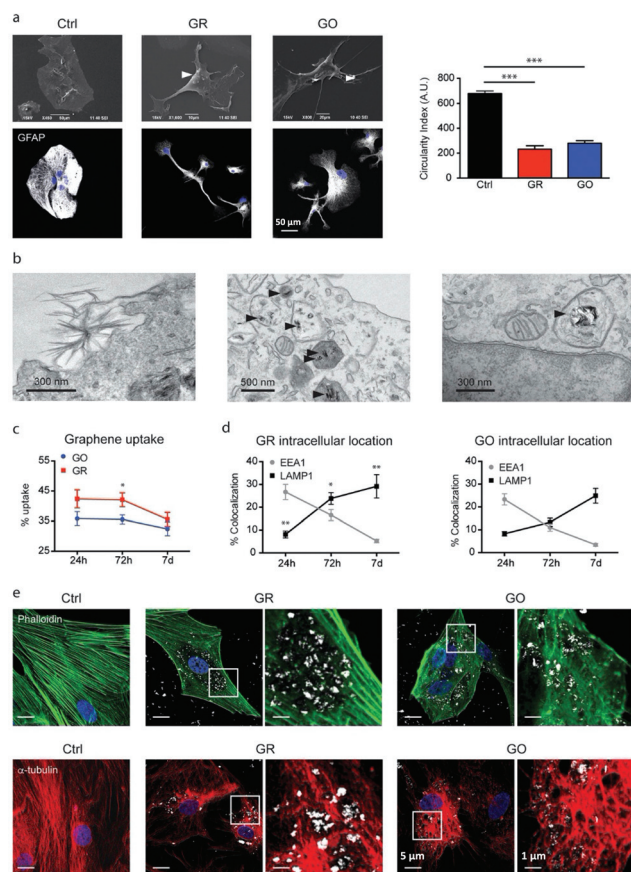 a
Ctrl
GR
GO
GFAP
50 µm
Circularity Index (A.U.)
800
600
400
200
0
***
***
Ctrl
GR
GO
b
300 nm
500 nm
300 nm
c
Graphene uptake
GO
GR
% uptake
55
45
35
25
*
24h
72h
7d
d
GR intracellular location
EEA1
LAMP1
% Colocalization
40
30
20
10
0
**
*
**
24h
72h
7d
GO intracellular location
EEA1
LAMP1
% Colocalization
40
30
20
10
0
24h
72h
7d
e
Ctrl
GR
GO
Phalloidin
Ctrl
GR
GO
α-tubulin
5 µm
1 µm